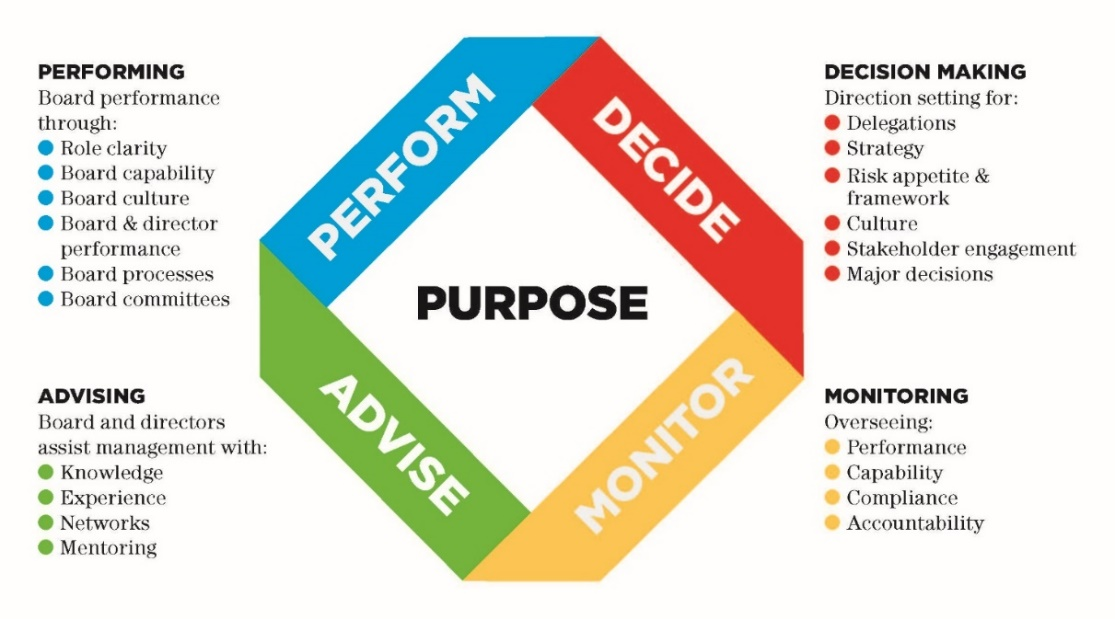 PERFORMING
Board performance
through:
Role clarity
Board capability
Board culture
Board & director
performance
Board processes
Board committees
ADVISING
Board and directors
assist management with:
Knowledge
Experience
Networks
Mentoring
PERFORM
DECIDE
PURPOSE
ADVISE
MONITOR
DECISION MAKING
Direction setting for:
Delegations
Strategy
Risk appetite &
framework
Culture
Stakeholder engagement
Major decisions
MONITORING
Overseeing:
Performance
Capability
Compliance
Accountability